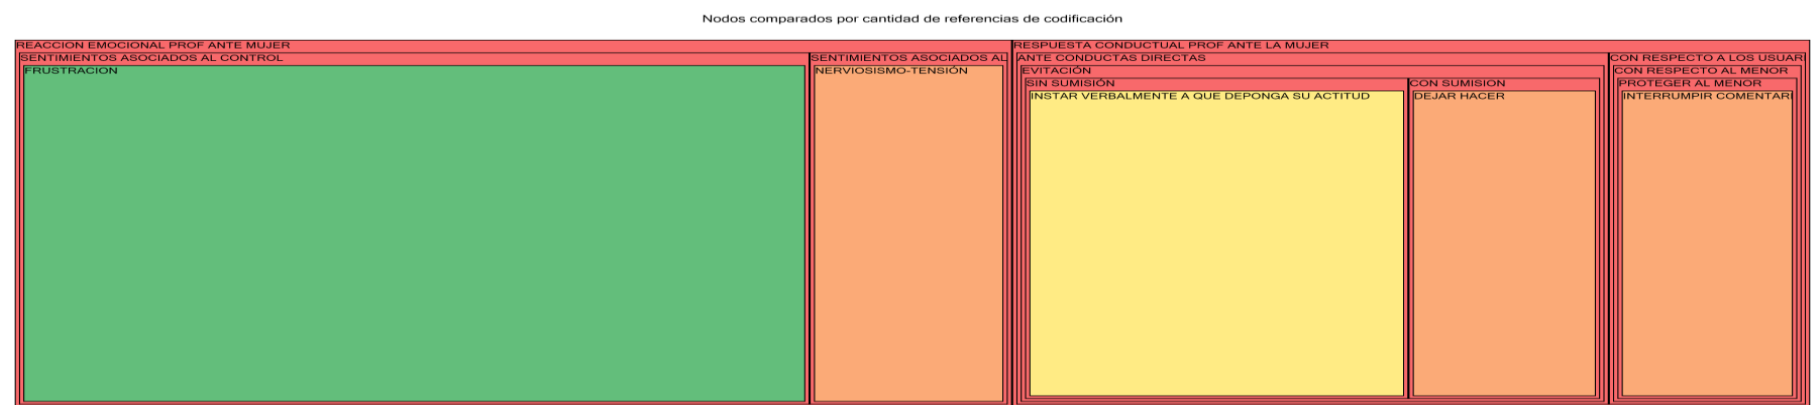 Nodos comparados por cantidad de referencias de codificación
REACCION EMOCIONAL PROF ANTE MUJER
SENTIMIENTOS ASOCIADOS AL CONTROL
FRUSTRACION
SENTIMIENTOS ASOCIADOS AL
NERVIOSISMO-TENSIÓN
RESPUESTA CONDUCTUAL PROF ANTE LA MUJER
ANTE CONDUCTAS DIRECTAS
EVITACIÓN
SIN SUMISIÓN
INSTAR VERBALMENTE A QUE DEPONGA SU ACTITUD
CON SUMISION
DEJAR HACER
CON RESPECTO A LOS USUARI
CON RESPECTO AL MENOR
PROTEGER AL MENOR
INTERRUMPIR COMENTARI